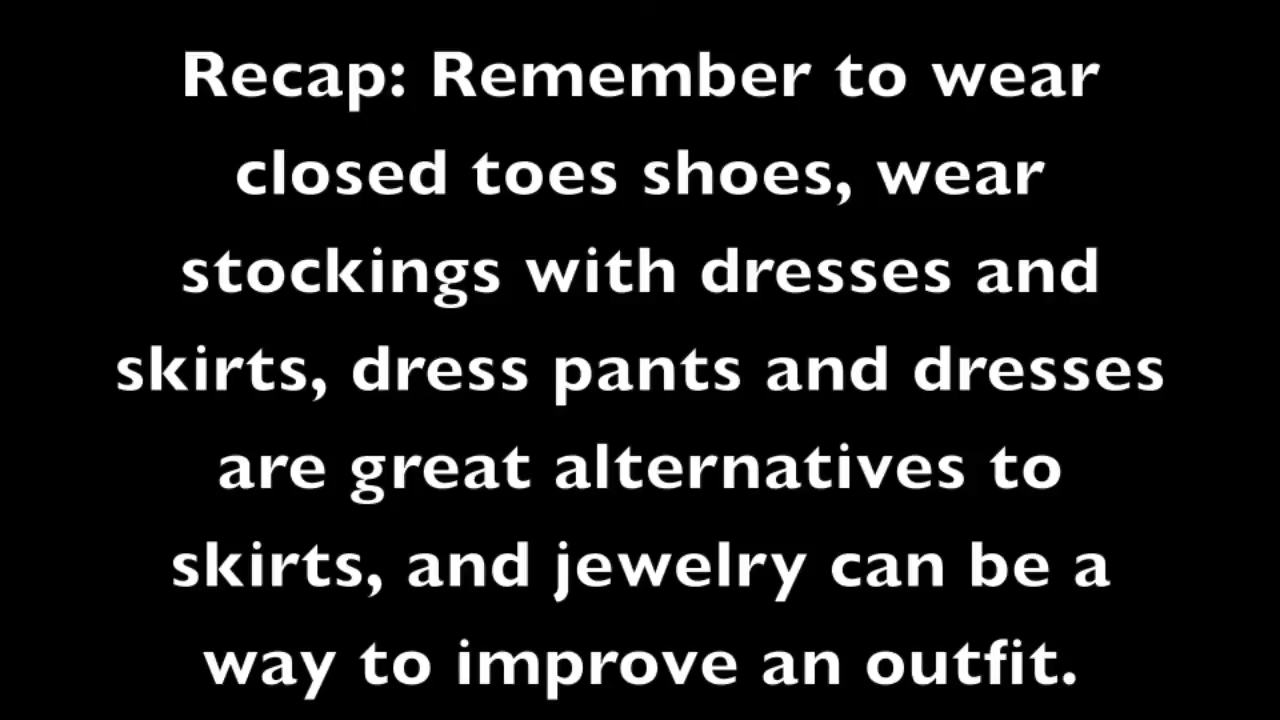 Recap: Remember to wear
closed toes shoes, wear
stockings with dresses and
skirts, dress pants and dresses
are great alternatives to
skirts, and jewelry can be a
way to improve an outfit.